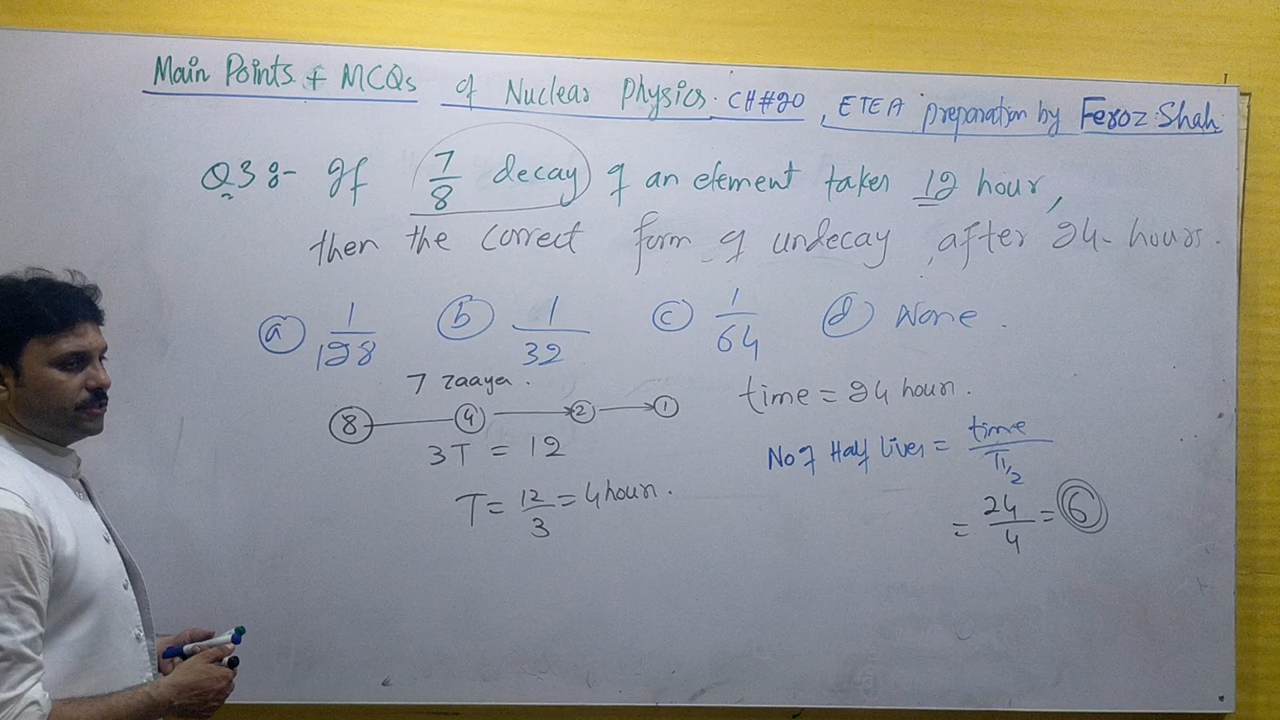 Main Points + MCQs of Nuclear Physics. CH#20, ETEA preparation by Feroz Shah
Q3:- If 7/8 decay of an element takes 12 hour,
then the correct form of undecay after 24 hours.
(a) 1/128 (b) 1/32 (c) 1/64 (d) None.
7 zaaya.
8 4 → 2 → 1
3T = 12
T = 12/3 = 4 hour.
time = 24 hour.
No of Half lives = time/T1/2
= 24/4 = 6